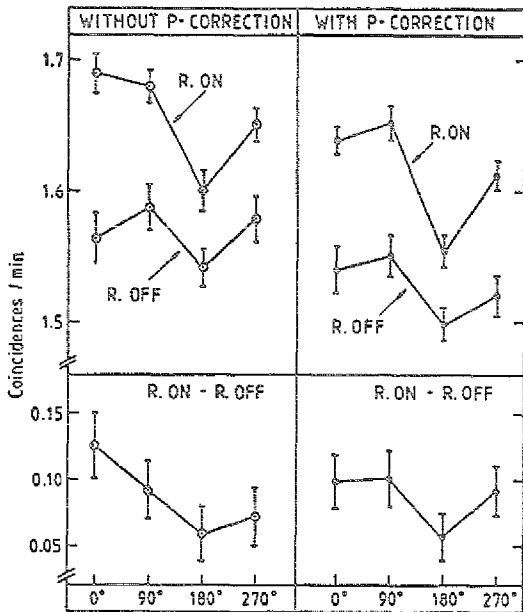 WITHOUT P-CORRECTION
WITH P-CORRECTION
1.7
1.6
1.5
Coincidences / min
R.ON
R.OFF
R.ON
R.OFF
R.ON - R.OFF
R.ON - R.OFF
0.15
0.10
0.05
0° 90° 180° 270°
0° 90° 180° 270°